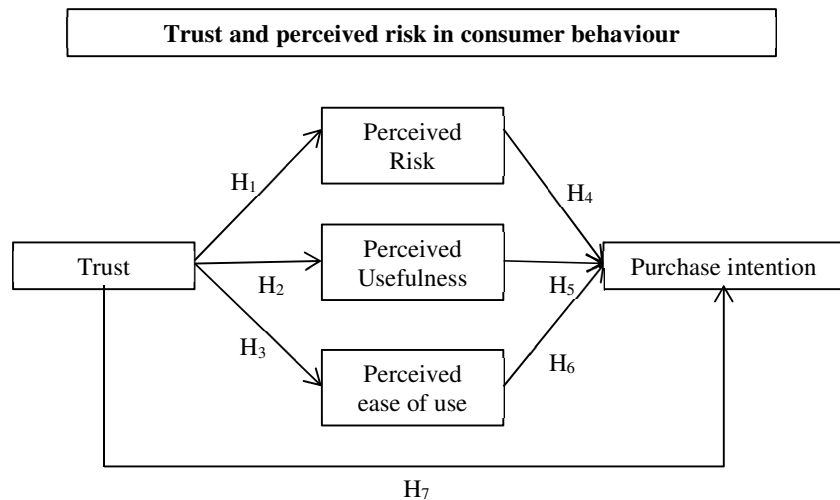 Trust and perceived risk in consumer behaviour
Perceived
Risk
H₁
H₄
Trust
Perceived
Usefulness
Purchase intention
H₂
H₅
H₃
H₆
Perceived
ease of use
H₇